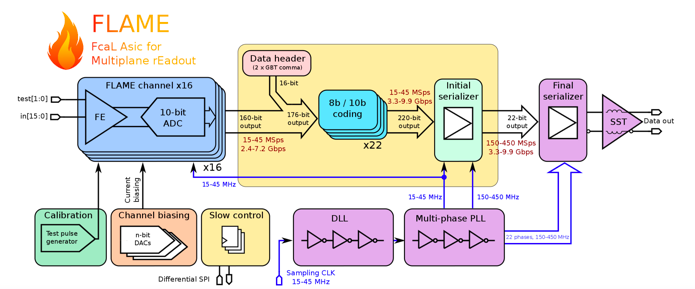 FLAME
FcaL Asic for
Multiplane rEadout
Data header
(2 x GBT comma)
FLAME channel x16
16-bit
Initial
serializer
Final
serializer
test[1:0]
in[15:0]
FE
10-bit
ADC
8b / 10b
coding
15-45 MSps
3.3-9.9 Gbps
160-bit
output
176-bit
output
220-bit
output
22-bit
output
SST
Data out
x16
15-45 MSps
2.4-7.2 Gbps
x22
150-450 MSps
3.3-9.9 Gbps
15-45 MHz
15-45 MHz
150-450 MHz
Current
biasing
Calibration
Test pulse
generator
Channel biasing
n-bit
DACs
Slow control
DLL
Multi-phase PLL
22 phases, 150-450 MHz
Differential SPI
Sampling CLK
15-45 MHz